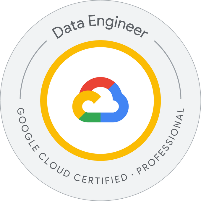 Data Engineer
GOOGLE CLOUD CERTIFIED · PROFESSIONAL